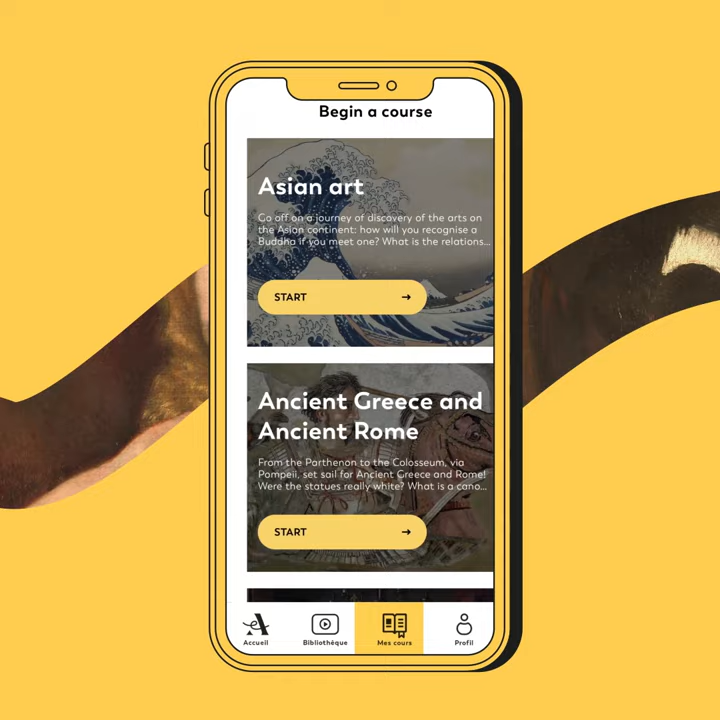 Begin a course
Asian art
Go off on a journey of discovery of the arts on
the Asian continent: how will you recognise a
Buddha if you meet one? What is the relations...
START
Ancient Greece and
Ancient Rome
From the Parthenon to the Colosseum, via
Pompeii, set sail for Ancient Greece and Rome!
Were the statues really white? What is a cano...
START
Accueil
Bibliothèque
Mes cours
Profil